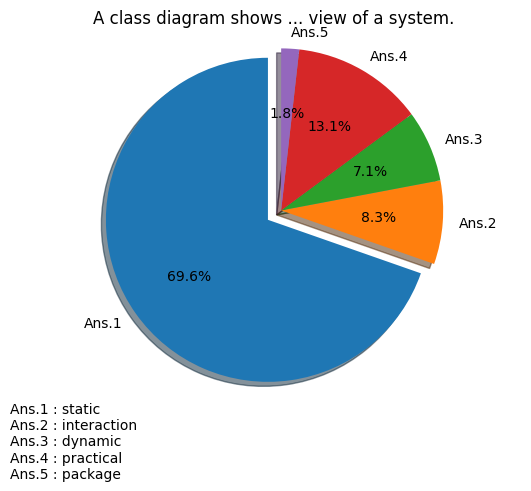 A class diagram shows ... view of a system.
Ans.5
Ans.4
1.8%
13.1%
Ans.3
7.1%
8.3%
Ans.2
69.6%
Ans.1
Ans.1 : static
Ans.2 : interaction
Ans.3 : dynamic
Ans.4 : practical
Ans.5 : package